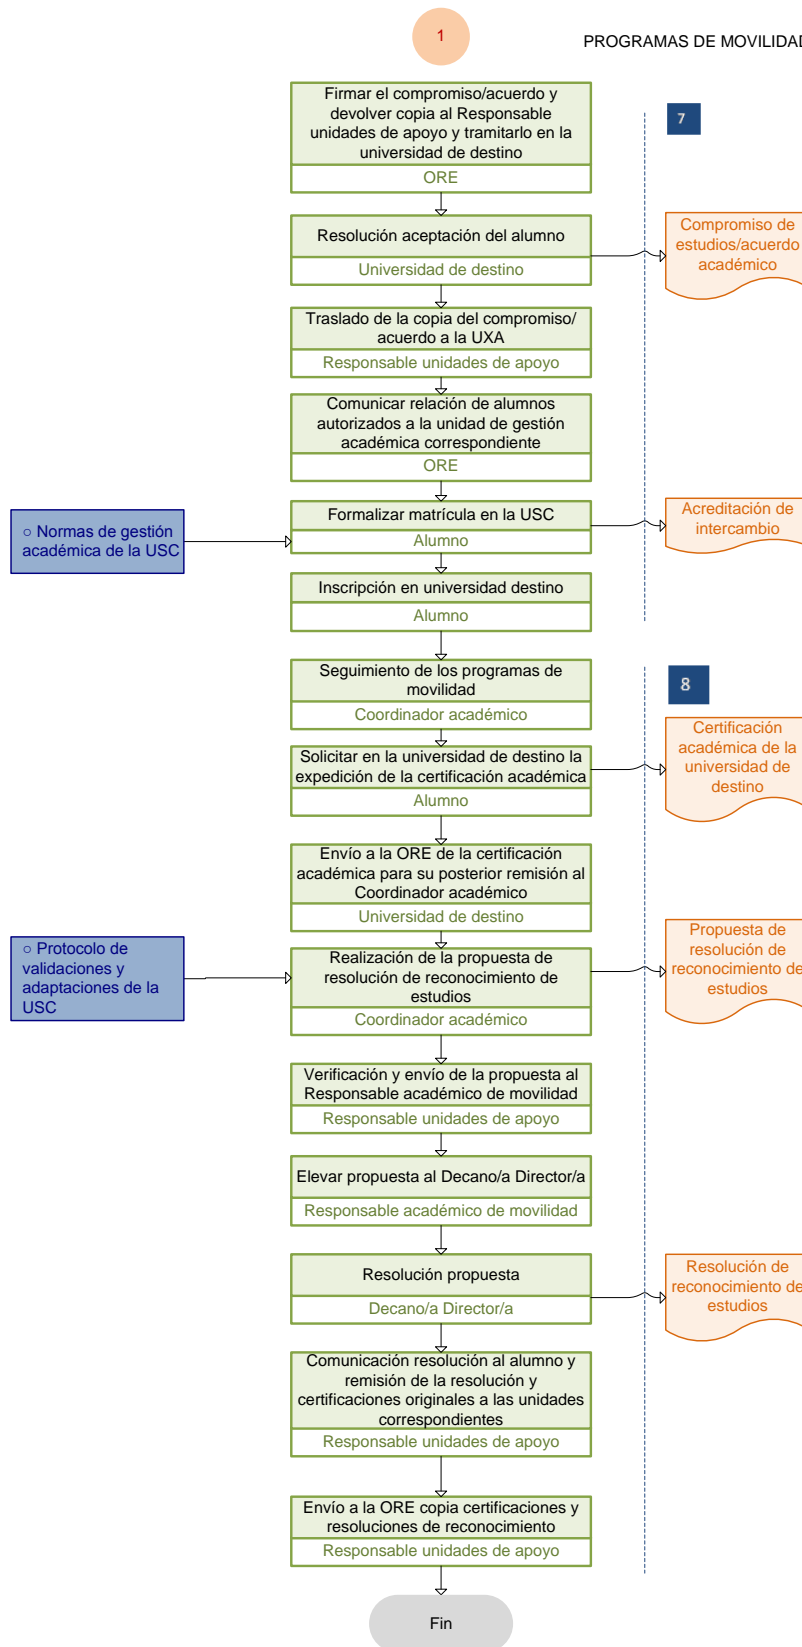 1
PROGRAMAS DE MOVILIDAD
Firmar el compromiso/acuerdo y
devolver copia al Responsable
unidades de apoyo y tramitarlo en la
universidad de destino
ORE
7
Resolución aceptación del alumno
Universidad de destino
Compromiso de
estudios/acuerdo
académico
Traslado de la copia del compromiso/
acuerdo a la UXA
Responsable unidades de apoyo
Comunicar relación de alumnos
autorizados a la unidad de gestión
académica correspondiente
ORE
○ Normas de gestión
académica de la USC
Formalizar matrícula en la USC
Alumno
Acreditación de
intercambio
Inscripción en universidad destino
Alumno
Seguimiento de los programas de
movilidad
Coordinador académico
8
Solicitar en la universidad de destino la
expedición de la certificación académica
Alumno
Certificación
académica de la
universidad de
destino
Envío a la ORE de la certificación
académica para su posterior remisión al
Coordinador académico
Universidad de destino
○ Protocolo de
validaciones y
adaptaciones de la
USC
Realización de la propuesta de
resolución de reconocimiento de
estudios
Coordinador académico
Propuesta de
resolución de
reconocimiento de
estudios
Verificación y envío de la propuesta al
Responsable académico de movilidad
Responsable unidades de apoyo
Elevar propuesta al Decano/a Director/a
Responsable académico de movilidad
Resolución propuesta
Decano/a Director/a
Resolución de
reconocimiento de
estudios
Comunicación resolución al alumno y
remisión de la resolución y
certificaciones originales a las unidades
correspondientes
Responsable unidades de apoyo
Envío a la ORE copia certificaciones y
resoluciones de reconocimiento
Responsable unidades de apoyo
Fin